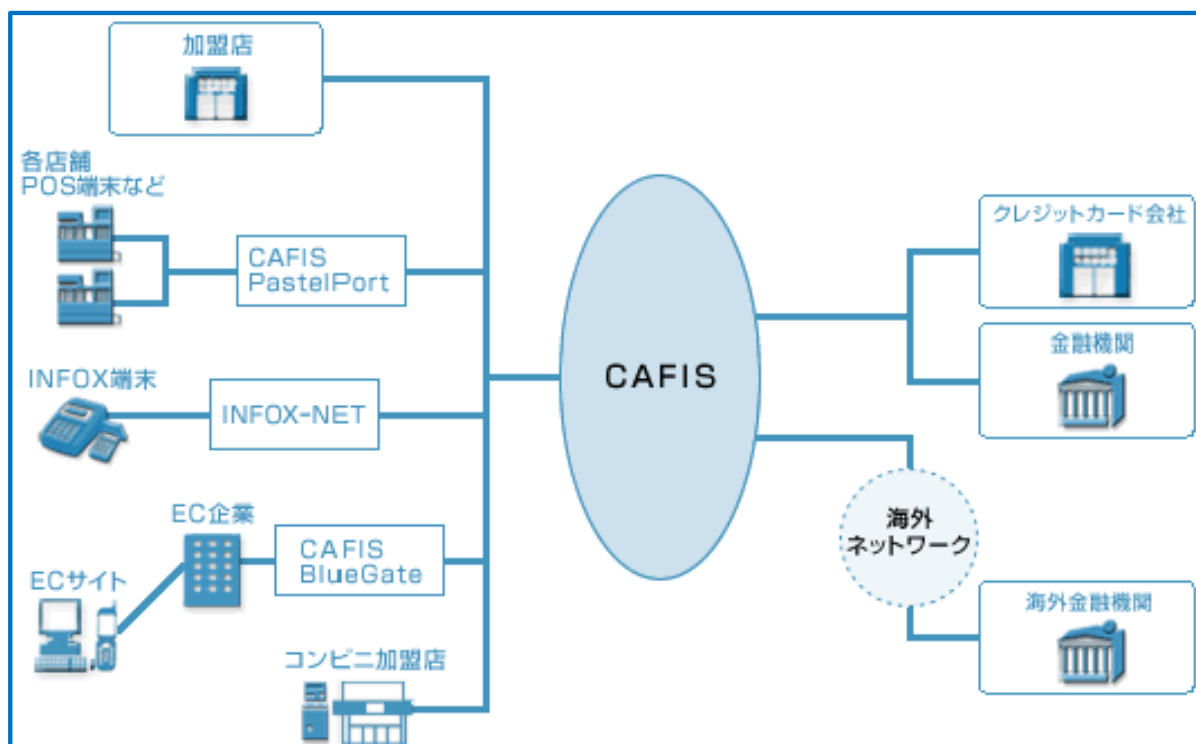 加盟店
各店舗
POS端末など
CAFIS
PastelPort
INFOX端末
INFOX-NET
EC企業
CAFIS
BlueGate
ECサイト
コンビニ加盟店
CAFIS
クレジットカード会社
金融機関
海外
ネットワーク
海外金融機関